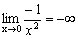 lim x→0 -1/x² = -∞